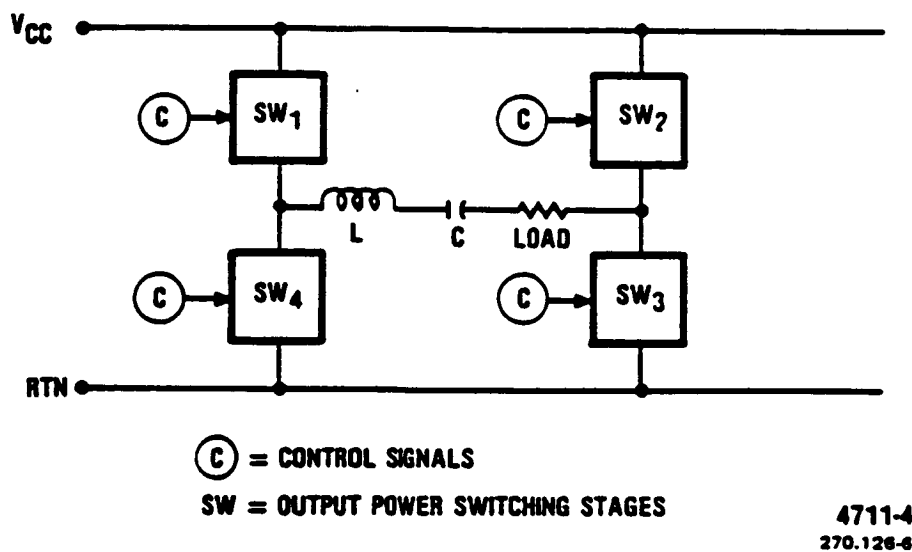 VCC
C SW1 C SW2
L C LOAD
C SW4 C SW3
RTN
C = CONTROL SIGNALS
SW = OUTPUT POWER SWITCHING STAGES
4711-4
270.126-6